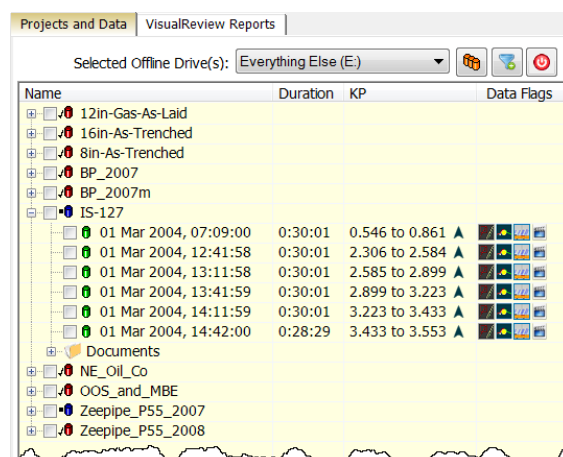 Projects and Data VisualReview Reports
Selected Offline Drive(s): Everything Else (E:)
Name Duration KP Data Flags
12in-Gas-As-Laid
16in-As-Trenched
8in-As-Trenched
BP_2007
BP_2007m
IS-127
01 Mar 2004, 07:09:00 0:30:01 0.546 to 0.861
01 Mar 2004, 12:41:58 0:30:01 2.306 to 2.584
01 Mar 2004, 13:11:58 0:30:01 2.585 to 2.899
01 Mar 2004, 13:41:59 0:30:01 2.899 to 3.223
01 Mar 2004, 14:11:59 0:30:01 3.223 to 3.433
01 Mar 2004, 14:42:00 0:28:29 3.433 to 3.553
Documents
NE_Oil_Co
OOS_and_MBE
Zeepipe_P55_2007
Zeepipe_P55_2008